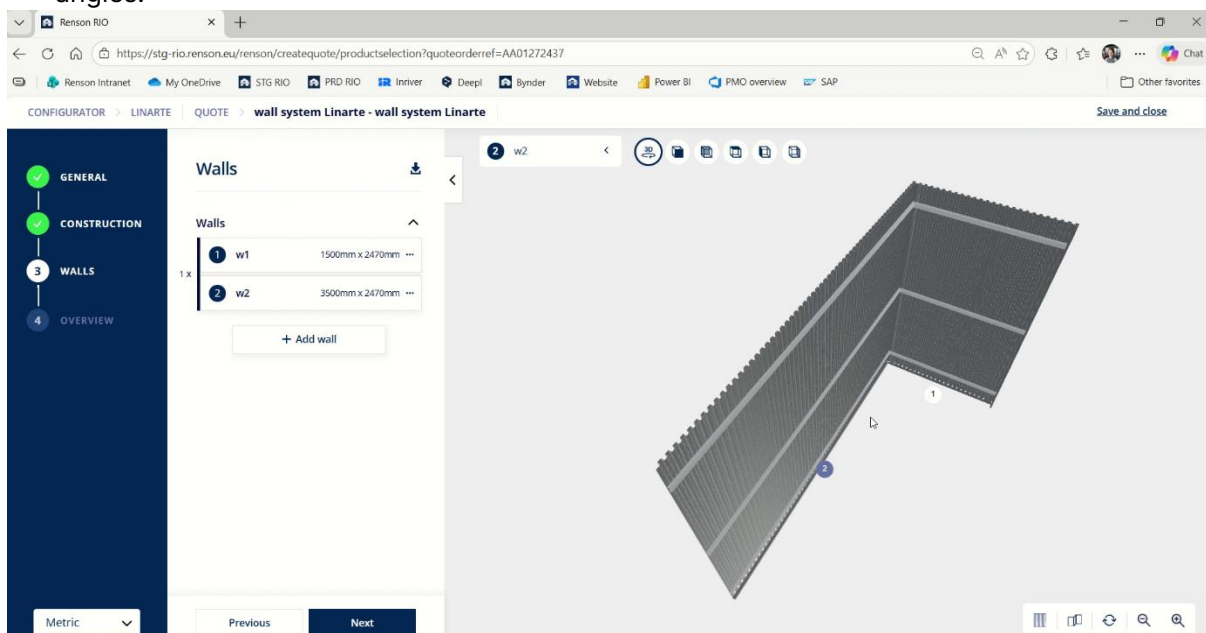 angles.
Renson RIO
https://stg-rio.renson.eu/renson/createquote/productselection?quoteorderref=AA01272437
Chat
Renson Intranet My OneDrive STG RIO PRD RIO Inriver Deepl Bynder Website Power BI PMO overview SAP Other favorites
CONFIGURATOR > LINARTE QUOTE > wall system Linarte - wall system Linarte Save and close
2 w2
3D
Walls
GENERAL
CONSTRUCTION
3 WALLS
4 OVERVIEW
Walls
1 x
1 w1 1500mm x 2470mm ...
2 w2 3500mm x 2470mm ...
+ Add wall
1
2
Metric
Previous Next